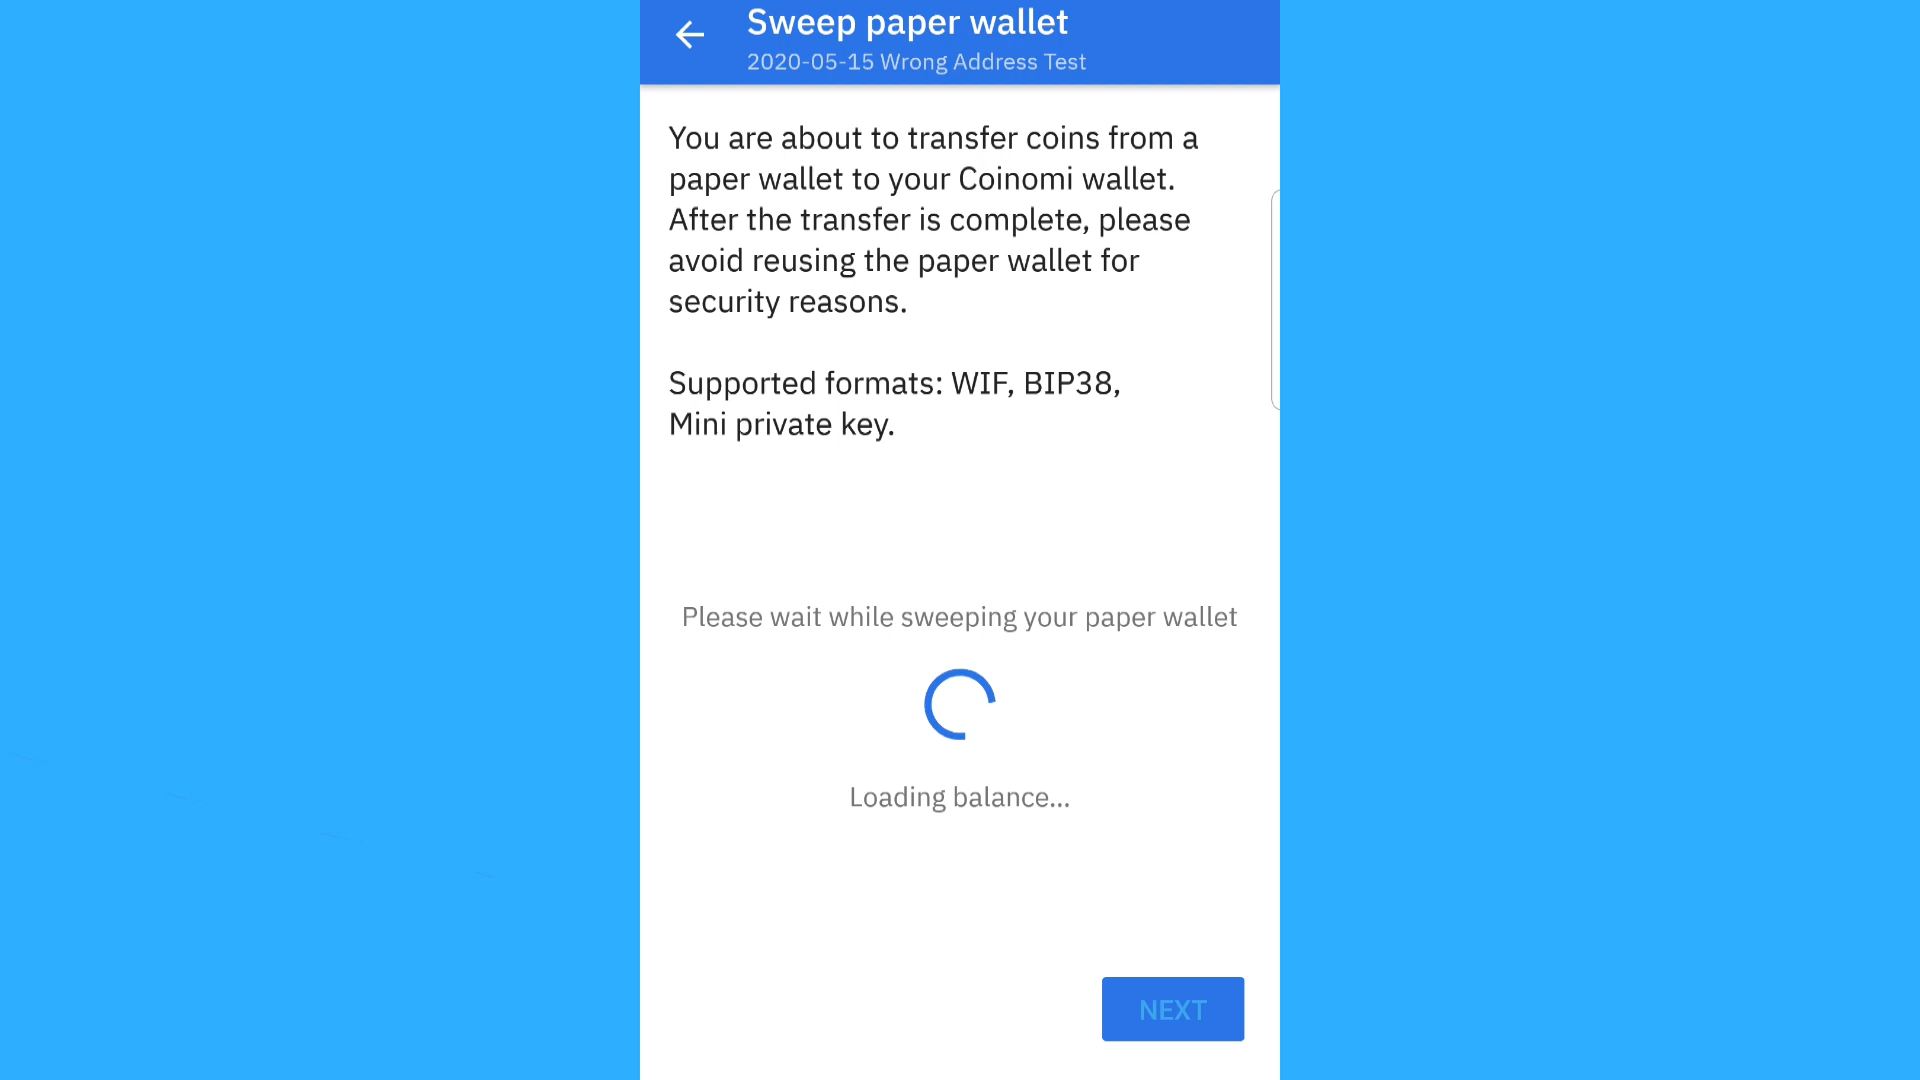 Sweep paper wallet
2020-05-15 Wrong Address Test
You are about to transfer coins from a
paper wallet to your Coinomi wallet.
After the transfer is complete, please
avoid reusing the paper wallet for
security reasons.
Supported formats: WIF, BIP38,
Mini private key.
Please wait while sweeping your paper wallet
Loading balance...
NEXT